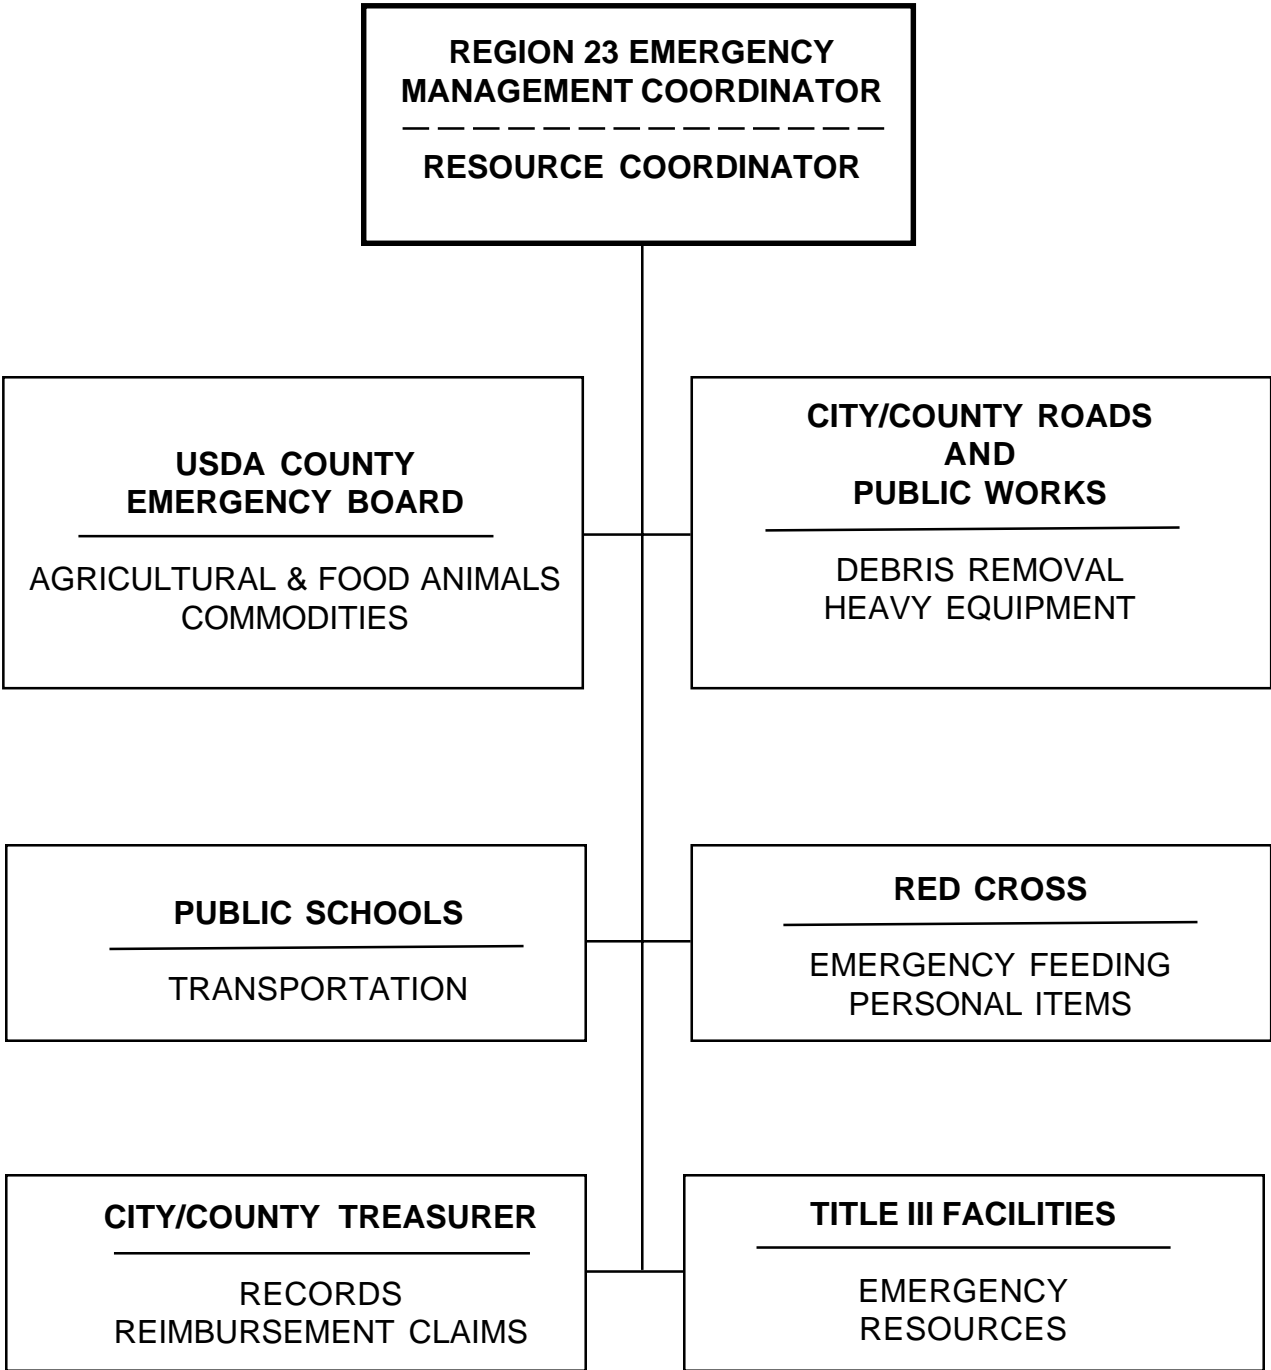 REGION 23 EMERGENCY
MANAGEMENT COORDINATOR
RESOURCE COORDINATOR
USDA COUNTY
EMERGENCY BOARD
AGRICULTURAL & FOOD ANIMALS
COMMODITIES
CITY/COUNTY ROADS
AND
PUBLIC WORKS
DEBRIS REMOVAL
HEAVY EQUIPMENT
PUBLIC SCHOOLS
TRANSPORTATION
RED CROSS
EMERGENCY FEEDING
PERSONAL ITEMS
CITY/COUNTY TREASURER
RECORDS
REIMBURSEMENT CLAIMS
TITLE III FACILITIES
EMERGENCY
RESOURCES